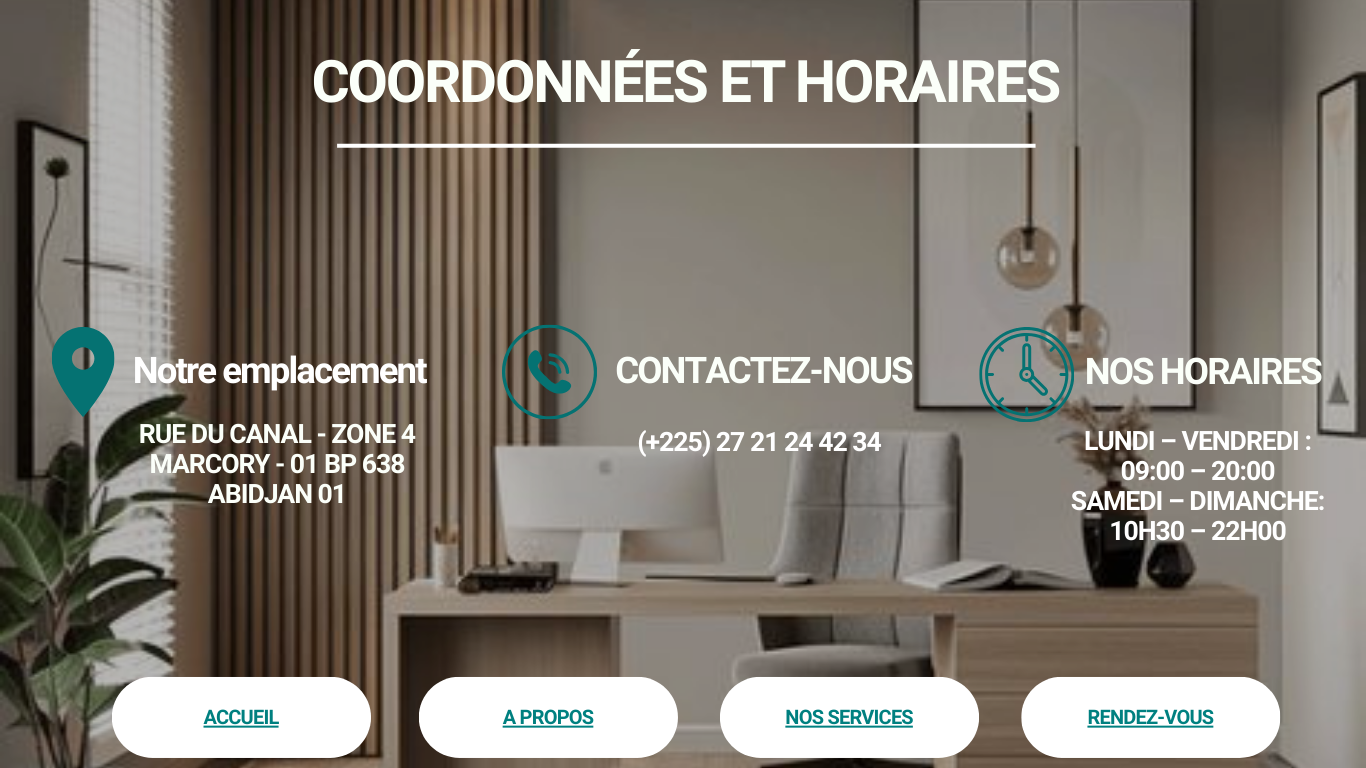 COORDONNÉES ET HORAIRES
Notre emplacement
RUE DU CANAL - ZONE 4
MARCORY - 01 BP 638
ABIDJAN 01
CONTACTEZ-NOUS
(+225) 27 21 24 42 34
NOS HORAIRES
LUNDI – VENDREDI :
09:00 – 20:00
SAMEDI – DIMANCHE:
10H30 – 22H00
ACCUEIL
A PROPOS
NOS SERVICES
RENDEZ-VOUS